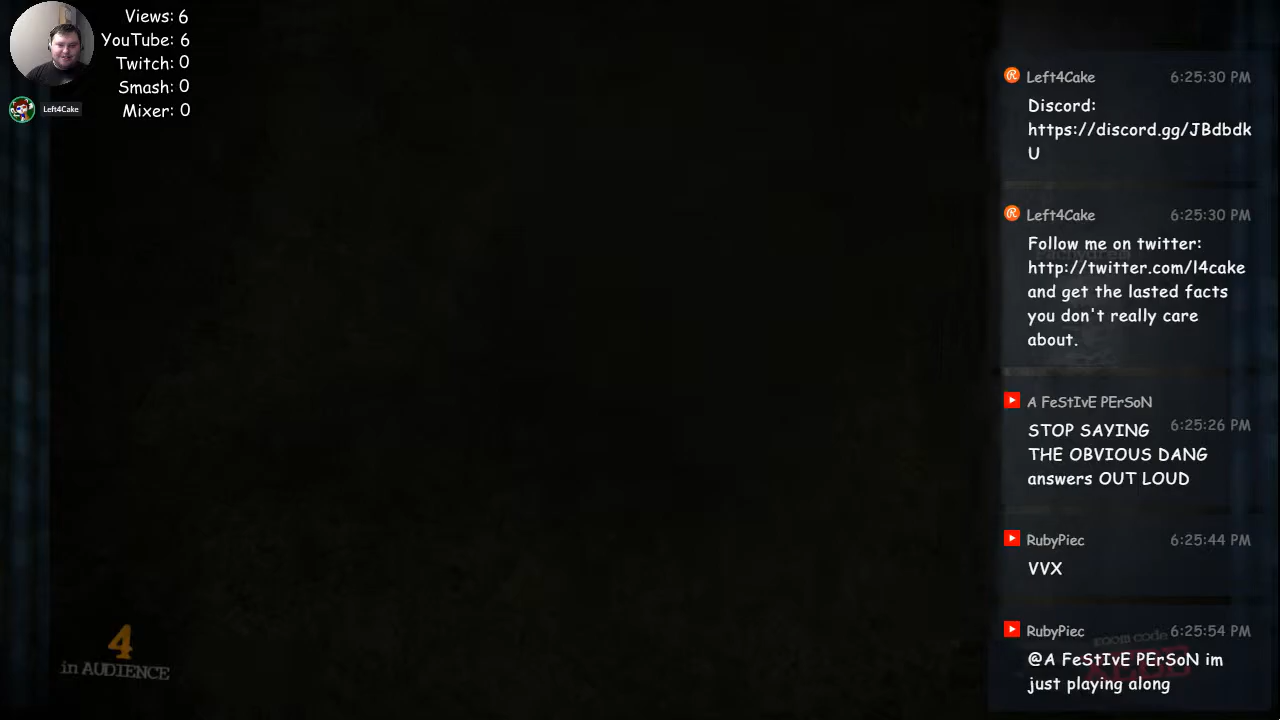 Views: 6
YouTube: 6
Twitch: 0
Smash: 0
Mixer: 0
Left4Cake
Left4Cake 6:25:30 PM
Discord:
https://discord.gg/JBdbdk
U
Left4Cake 6:25:30 PM
Follow me on twitter:
http://twitter.com/l4cake
and get the lasted facts
you don't really care
about.
A FeStIvE PErSoN
STOP SAYING 6:25:26 PM
THE OBVIOUS DANG
answers OUT LOUD
RubyPiec 6:25:44 PM
VVX
RubyPiec 6:25:54 PM
room code
@A FeStIvE PErSoN im
just playing along
4
in AUDIENCE